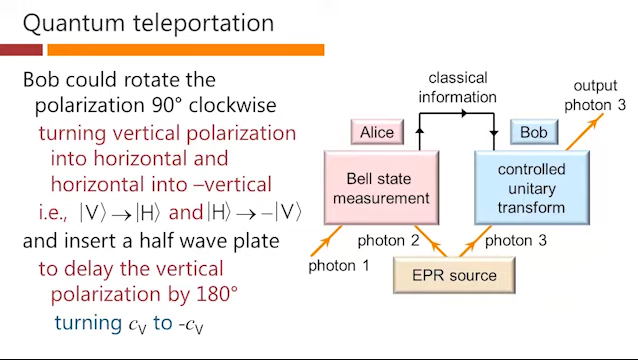 Quantum teleportation
Bob could rotate the
polarization 90° clockwise
turning vertical polarization
into horizontal and
horizontal into –vertical
i.e., |V⟩→|H⟩ and |H⟩→–|V⟩
and insert a half wave plate
to delay the vertical
polarization by 180°
turning cV to -cV
classical
information
output
photon 3
Alice
Bob
Bell state
measurement
controlled
unitary
transform
photon 1
photon 2
photon 3
EPR source